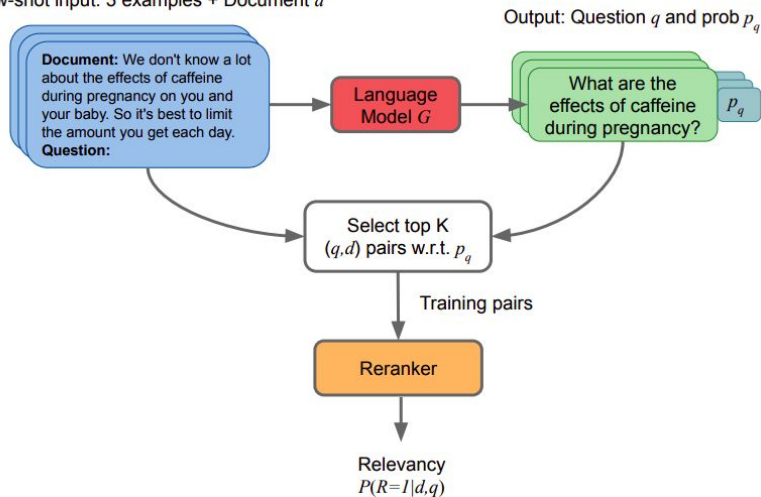 w-shot input: 3 examples + Document d
Output: Question q and prob p_q
Document: We don't know a lot
about the effects of caffeine
during pregnancy on you and
your baby. So it's best to limit
the amount you get each day.
Question:
Language
Model G
What are the
effects of caffeine
during pregnancy?
p_q
Select top K
(q,d) pairs w.r.t. p_q
Training pairs
Reranker
Relevancy
P(R=1|d,q)